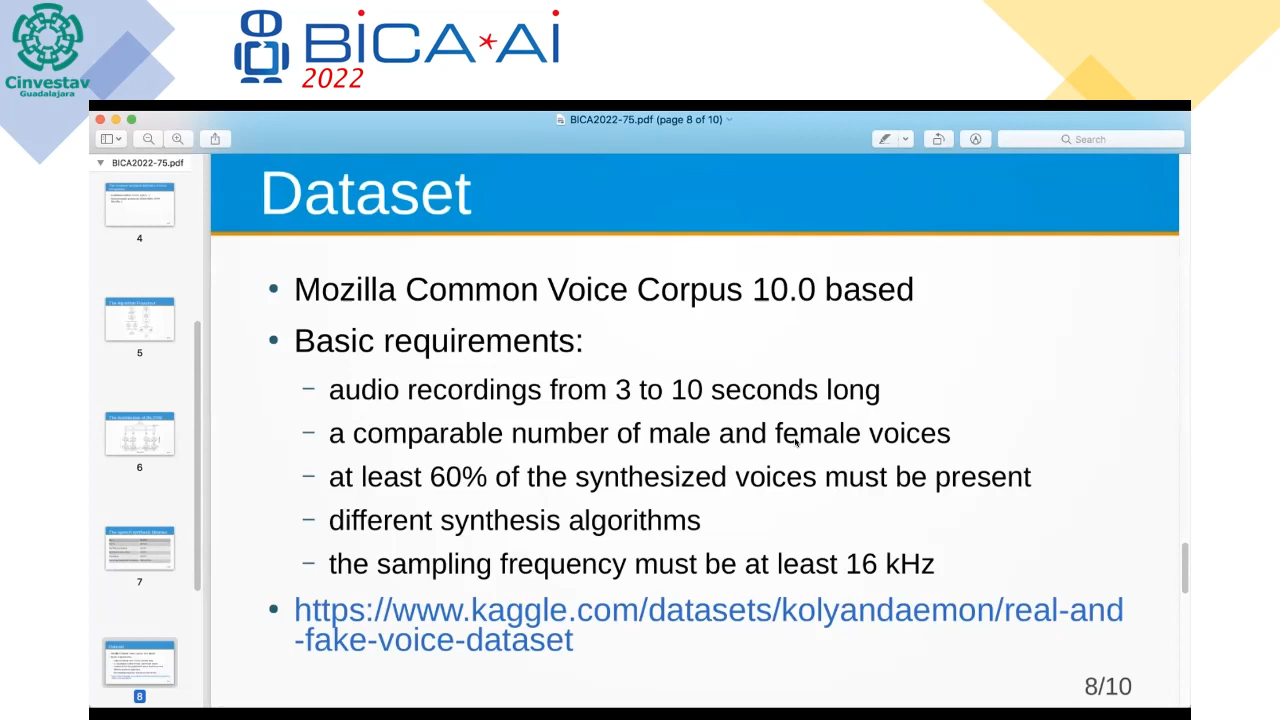 Cinvestav
Guadalajara
BICA*AI
2022
BICA2022-75.pdf (page 8 of 10)
Search
BICA2022-75.pdf
4
5
6
7
8
Dataset
• Mozilla Common Voice Corpus 10.0 based
• Basic requirements:
– audio recordings from 3 to 10 seconds long
– a comparable number of male and female voices
– at least 60% of the synthesized voices must be present
– different synthesis algorithms
– the sampling frequency must be at least 16 kHz
• https://www.kaggle.com/datasets/kolyandaemon/real-and
-fake-voice-dataset
8/10